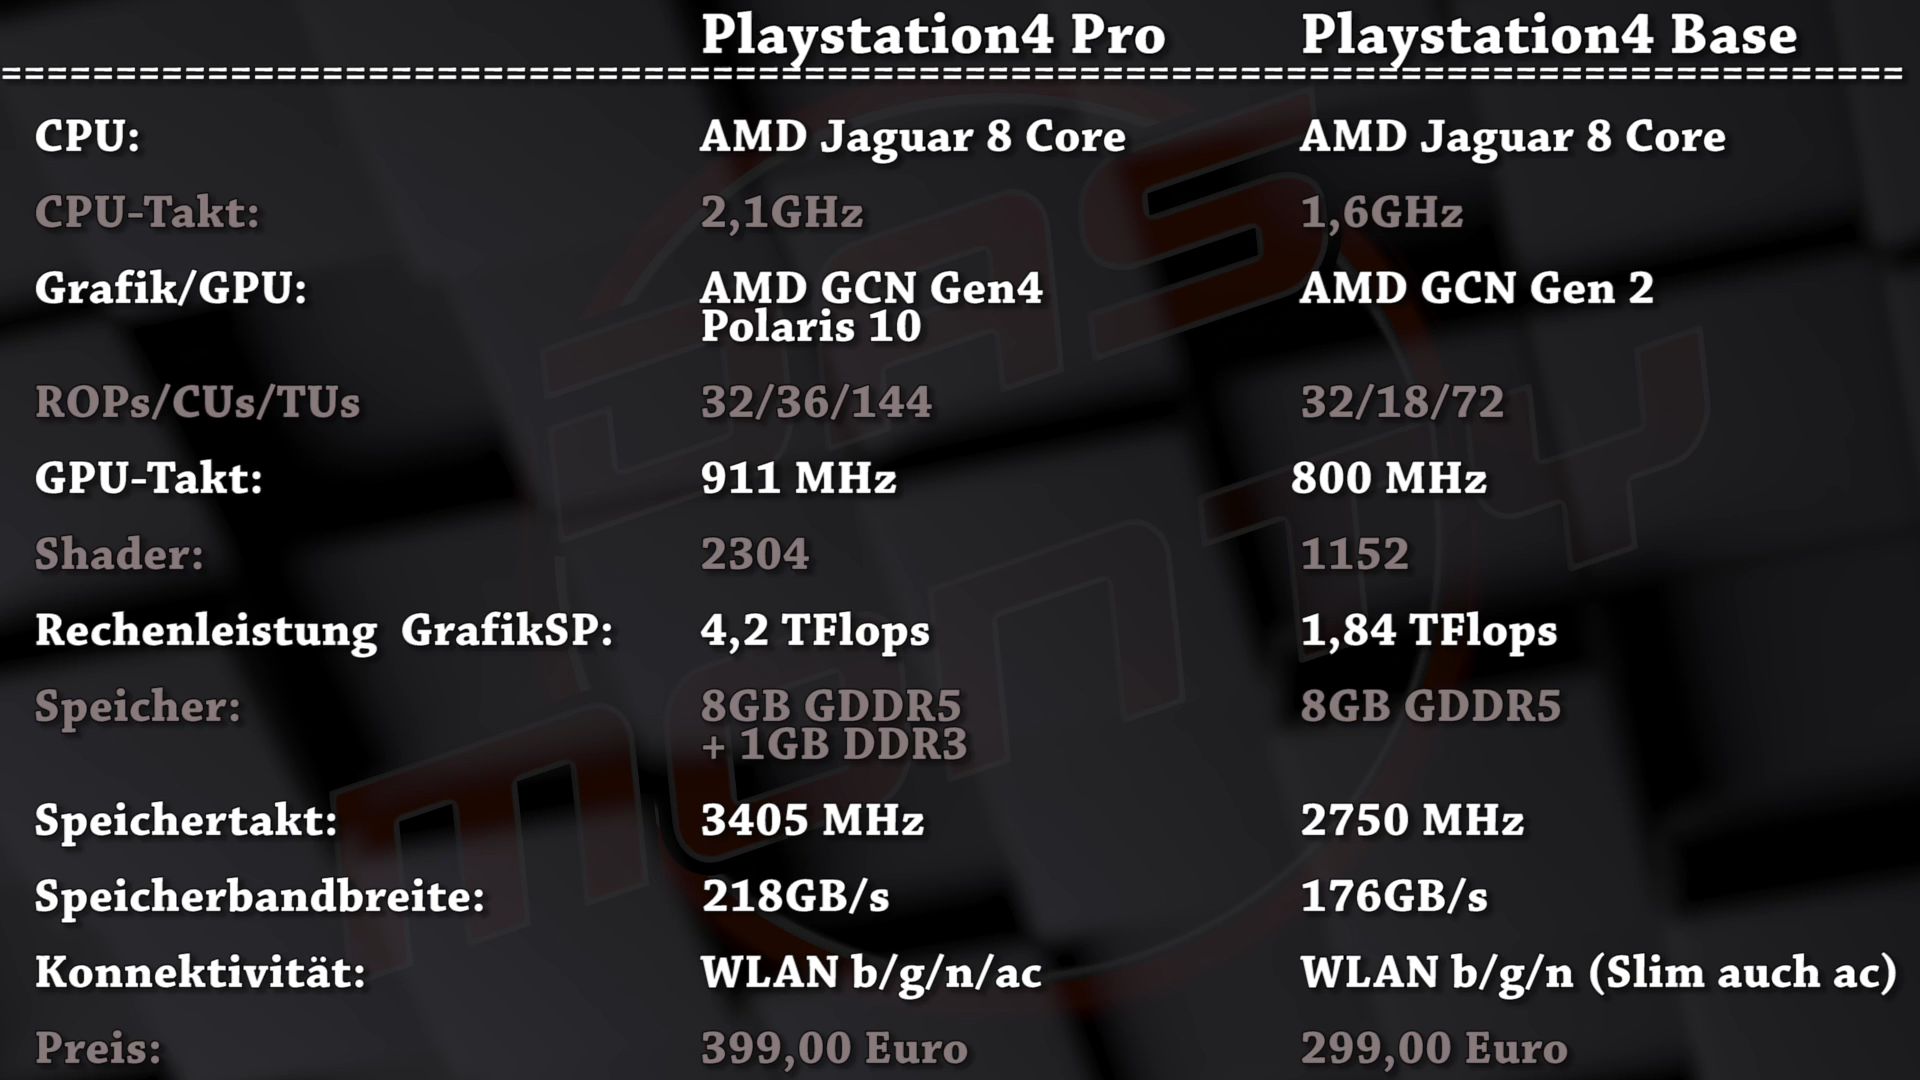 Playstation4 Pro Playstation4 Base
===================================================================================
CPU: AMD Jaguar 8 Core AMD Jaguar 8 Core
CPU-Takt: 2,1GHz 1,6GHz
Grafik/GPU: AMD GCN Gen4 AMD GCN Gen 2
Polaris 10
ROPs/CUs/TUs 32/36/144 32/18/72
GPU-Takt: 911 MHz 800 MHz
Shader: 2304 1152
Rechenleistung GrafikSP: 4,2 TFlops 1,84 TFlops
Speicher: 8GB GDDR5 8GB GDDR5
+ 1GB DDR3
Speichertakt: 3405 MHz 2750 MHz
Speicherbandbreite: 218GB/s 176GB/s
Konnektivität: WLAN b/g/n/ac WLAN b/g/n (Slim auch ac)
Preis: 399,00 Euro 299,00 Euro
DAS
MONTY